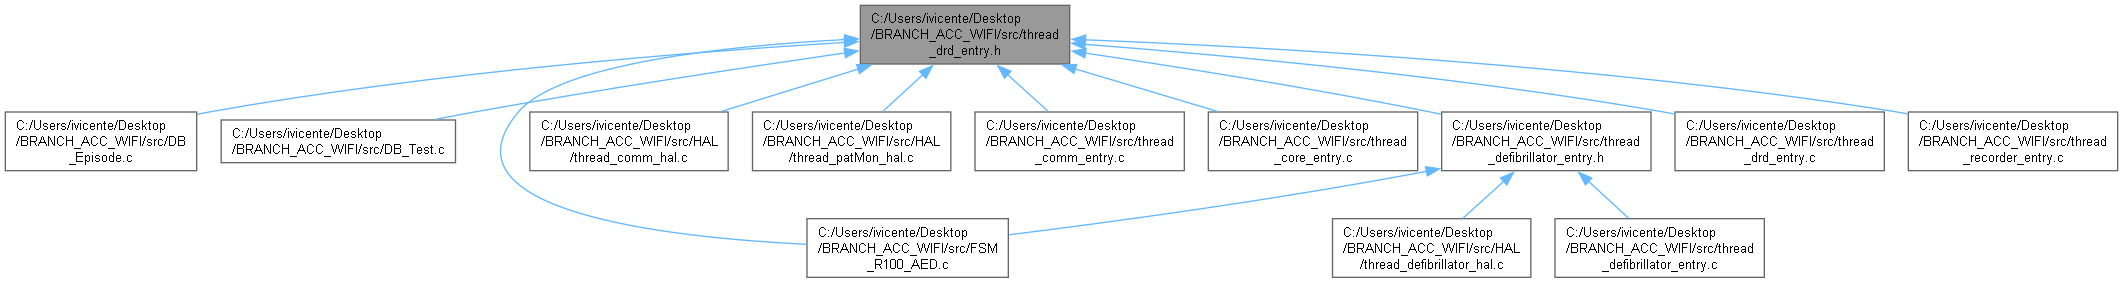 C:/Users/ivicente/Desktop
/BRANCH_ACC_WIFI/src/thread
_drd_entry.h
C:/Users/ivicente/Desktop
/BRANCH_ACC_WIFI/src/DB
_Episode.c
C:/Users/ivicente/Desktop
/BRANCH_ACC_WIFI/src/DB_Test.c
C:/Users/ivicente/Desktop
/BRANCH_ACC_WIFI/src/HAL
/thread_comm_hal.c
C:/Users/ivicente/Desktop
/BRANCH_ACC_WIFI/src/HAL
/thread_patMon_hal.c
C:/Users/ivicente/Desktop
/BRANCH_ACC_WIFI/src/thread
_comm_entry.c
C:/Users/ivicente/Desktop
/BRANCH_ACC_WIFI/src/thread
_core_entry.c
C:/Users/ivicente/Desktop
/BRANCH_ACC_WIFI/src/thread
_defibrillator_entry.h
C:/Users/ivicente/Desktop
/BRANCH_ACC_WIFI/src/thread
_drd_entry.c
C:/Users/ivicente/Desktop
/BRANCH_ACC_WIFI/src/thread
_recorder_entry.c
C:/Users/ivicente/Desktop
/BRANCH_ACC_WIFI/src/FSM
_R100_AED.c
C:/Users/ivicente/Desktop
/BRANCH_ACC_WIFI/src/HAL
/thread_defibrillator_hal.c
C:/Users/ivicente/Desktop
/BRANCH_ACC_WIFI/src/thread
_defibrillator_entry.c